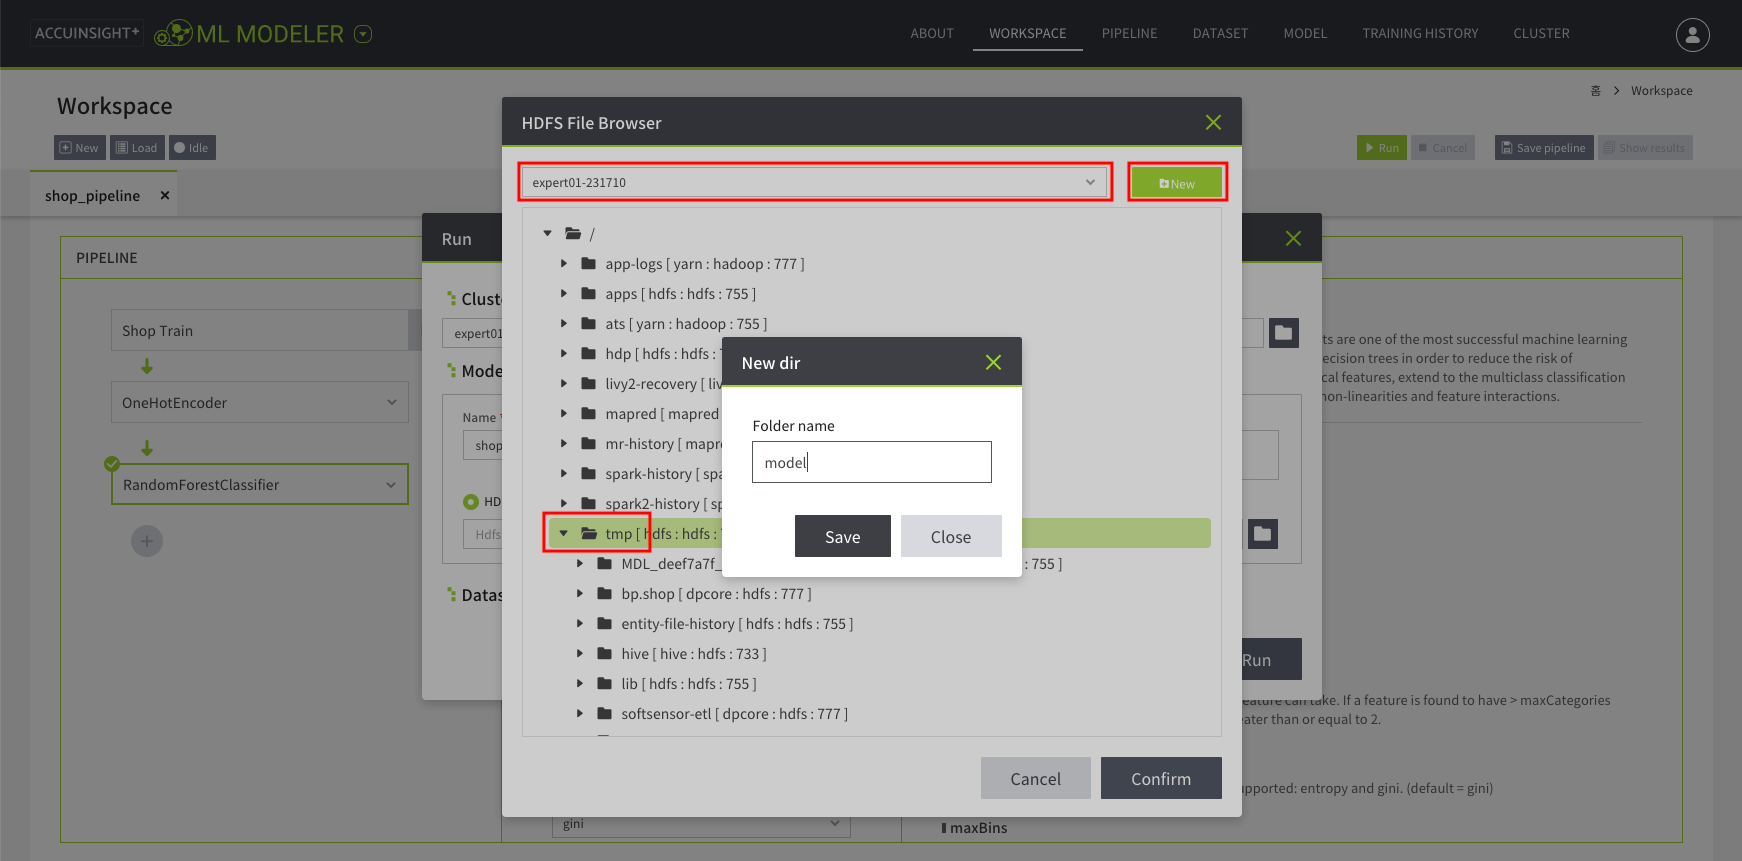 ACCUINSIGHT+
ML MODELER
ABOUT
WORKSPACE
PIPELINE
DATASET
MODEL
TRAINING HISTORY
CLUSTER
Workspace
홈 > Workspace
New
Load
Idle
Run
Cancel
Save pipeline
Show results
shop_pipeline
PIPELINE
Shop Train
OneHotEncoder
RandomForestClassifier
Run
expert01
Name *
shop
HD
Hdfs
Run
HDFS File Browser
expert01-231710
New
/
app-logs [ yarn : hadoop : 777 ]
apps [ hdfs : hdfs : 755 ]
ats [ yarn : hadoop : 755 ]
hdp [ hdfs : hdfs :
livy2-recovery [ liv
mapred [ mapred
mr-history [ mapr
spark-history [ spa
spark2-history [ sp
tmp [ hdfs : hdfs :
MDL_deef7a7f_ : 755 ]
bp.shop [ dpcore : hdfs : 777 ]
entity-file-history [ hdfs : hdfs : 755 ]
hive [ hive : hdfs : 733 ]
lib [ hdfs : hdfs : 755 ]
softsensor-etl [ dpcore : hdfs : 777 ]
Cancel
Confirm
New dir
Folder name
model
Save
Close
ts are one of the most successful machine learning
ecision trees in order to reduce the risk of
cal features, extend to the multiclass classification
non-linearities and feature interactions.
eature can take. If a feature is found to have > maxCategories
eater than or equal to 2.
upported: entropy and gini. (default = gini)
gini
maxBins